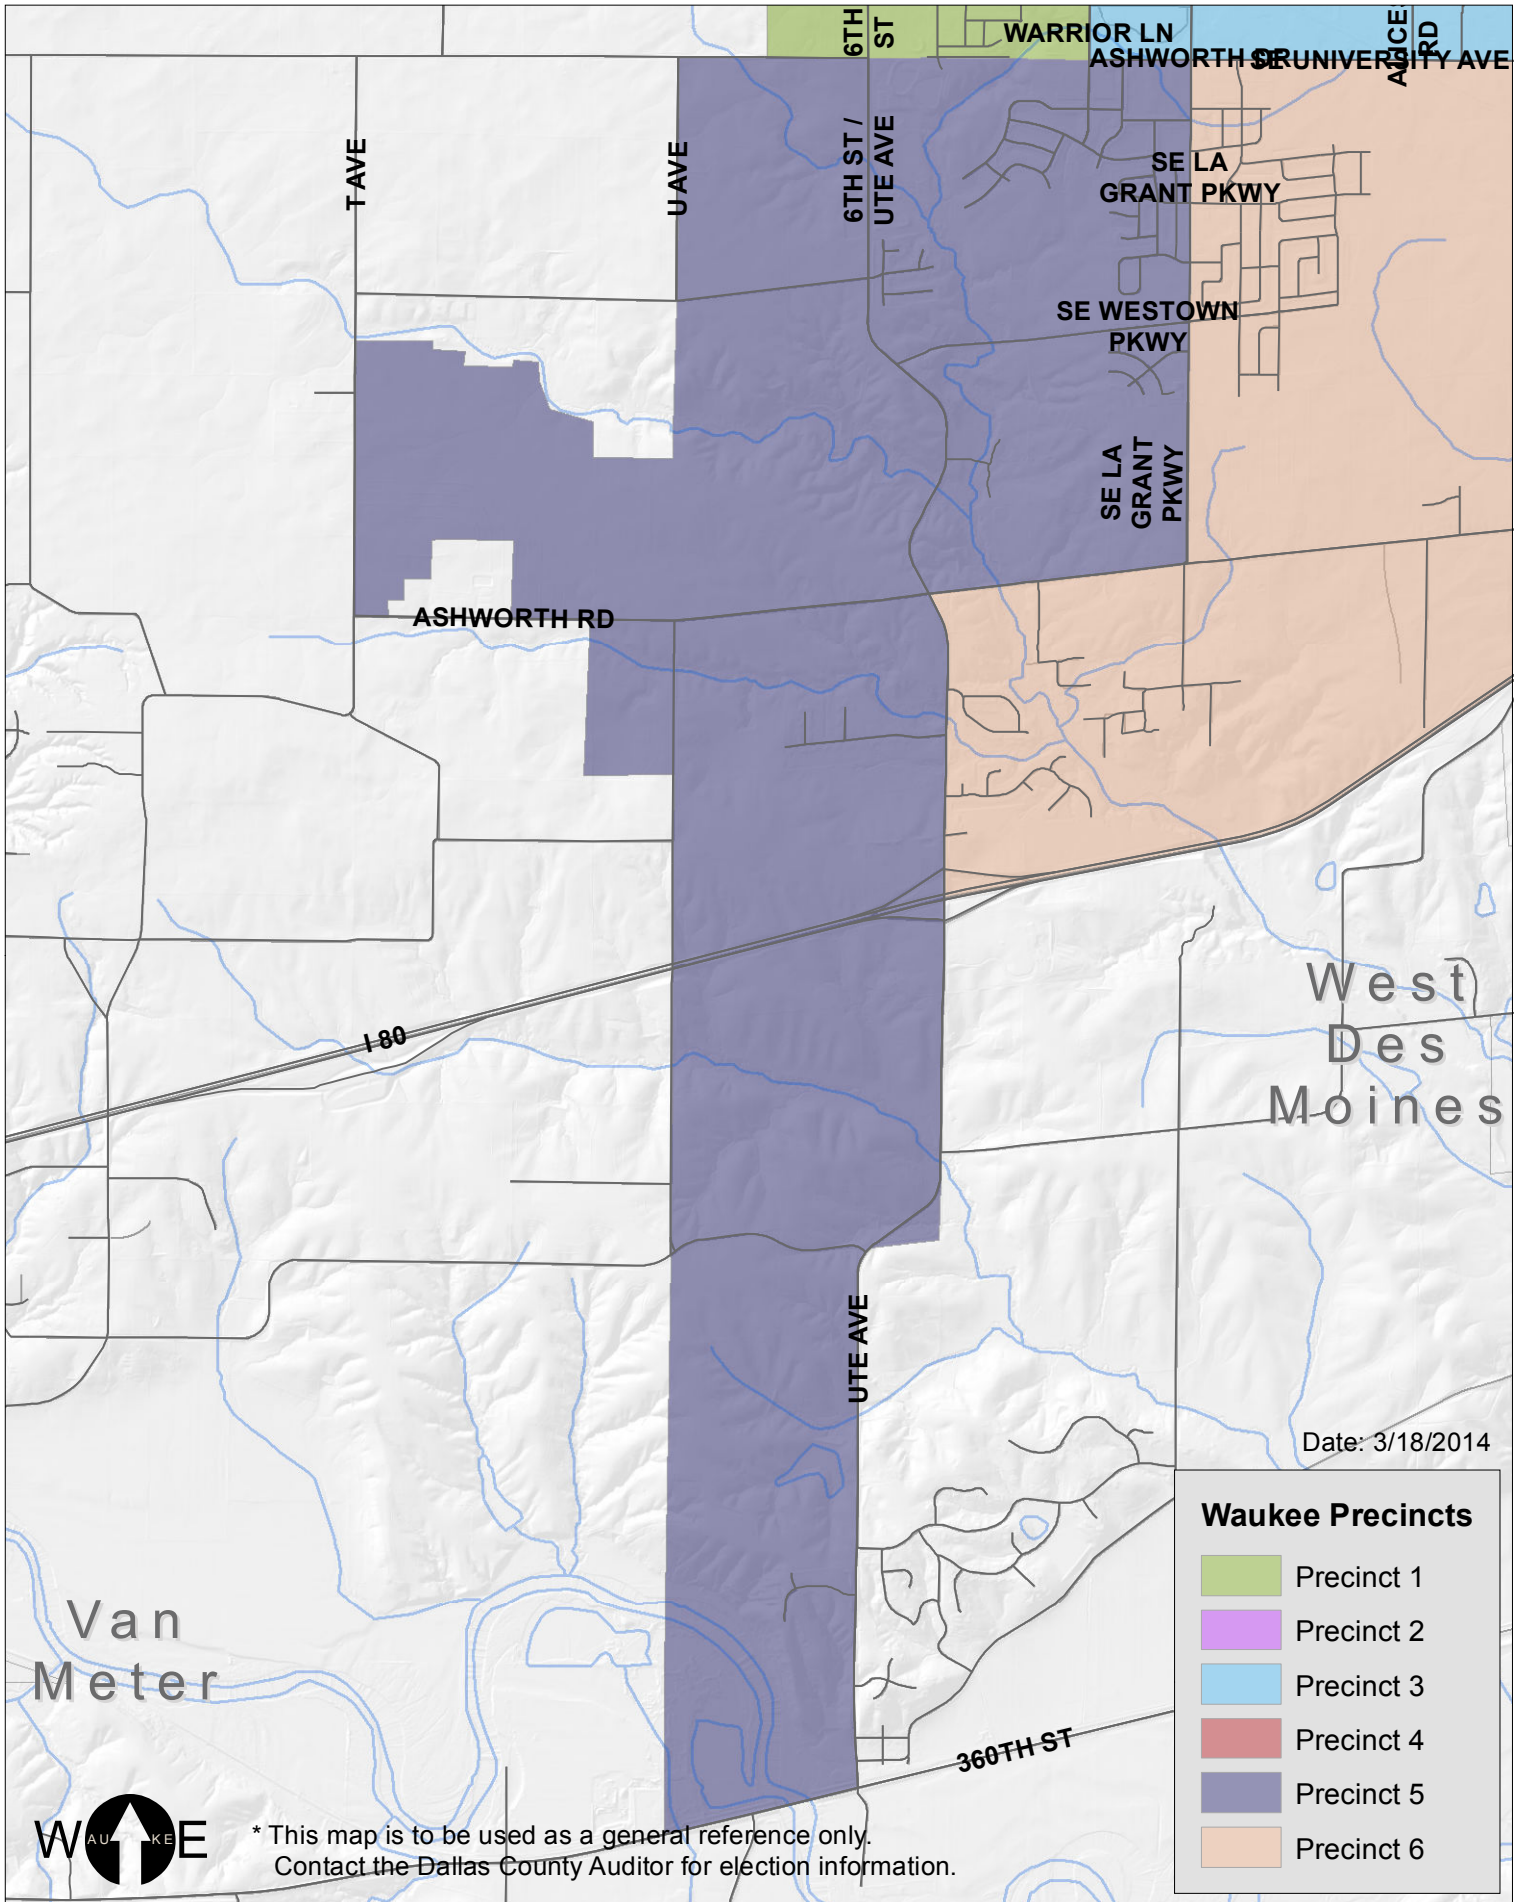 6TH
ST
WARRIOR LN
ALICES
RD
ASHWORTH DR
SE UNIVERSITY AVE
T AVE
U AVE
6TH ST /
UTE AVE
SE LA
GRANT PKWY
SE WESTOWN
PKWY
SE LA
GRANT
PKWY
ASHWORTH RD
I 80
West
Des
Moines
UTE AVE
Date: 3/18/2014
Waukee Precincts
Precinct 1
Precinct 2
Precinct 3
Precinct 4
Precinct 5
Precinct 6
Van
Meter
360TH ST
WAUKEE
* This map is to be used as a general reference only.
Contact the Dallas County Auditor for election information.